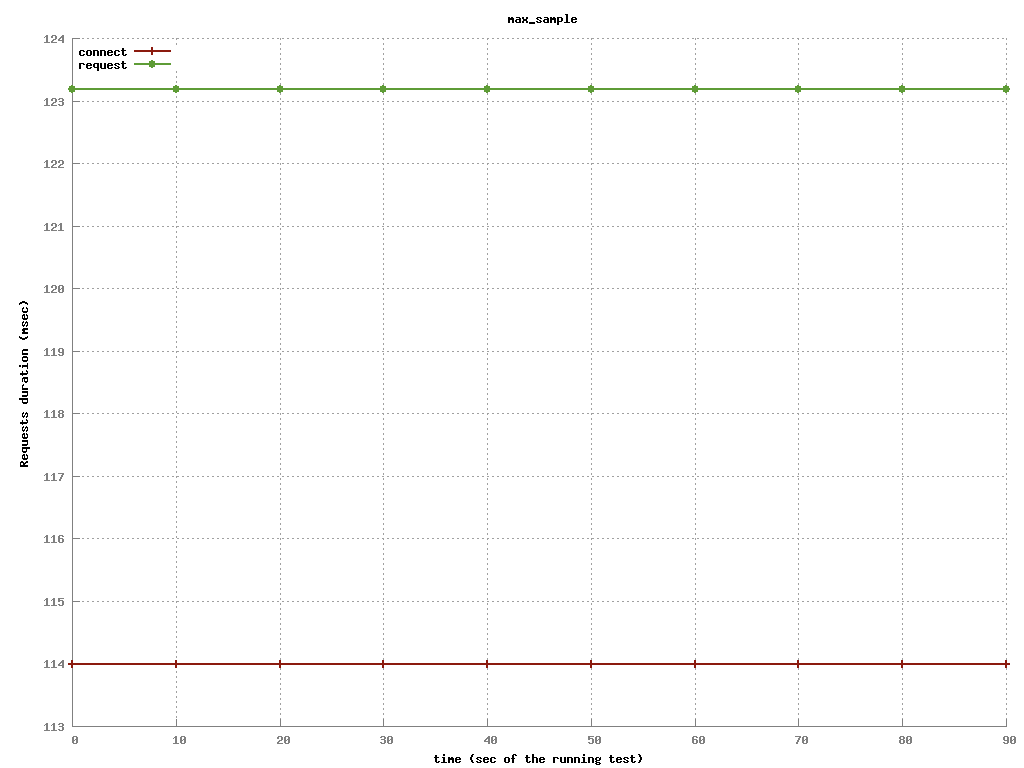 max_sample
connect
request
124
123
122
121
120
119
118
117
116
115
114
113
Requests duration (msec)
0 10 20 30 40 50 60 70 80 90
time (sec of the running test)